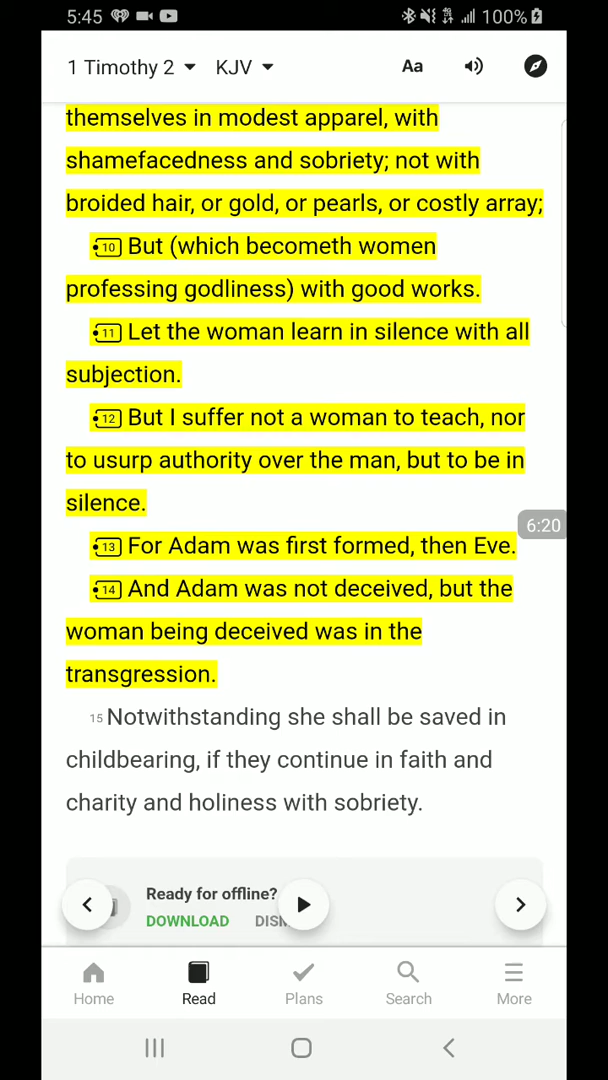 5:45 100%
1 Timothy 2 KJV Aa
themselves in modest apparel, with
shamefacedness and sobriety; not with
broided hair, or gold, or pearls, or costly array;
10 But (which becometh women
professing godliness) with good works.
11 Let the woman learn in silence with all
subjection.
12 But I suffer not a woman to teach, nor
to usurp authority over the man, but to be in
silence.
6:20
13 For Adam was first formed, then Eve.
14 And Adam was not deceived, but the
woman being deceived was in the
transgression.
15 Notwithstanding she shall be saved in
childbearing, if they continue in faith and
charity and holiness with sobriety.
Ready for offline?
DOWNLOAD
Home Read Plans Search More